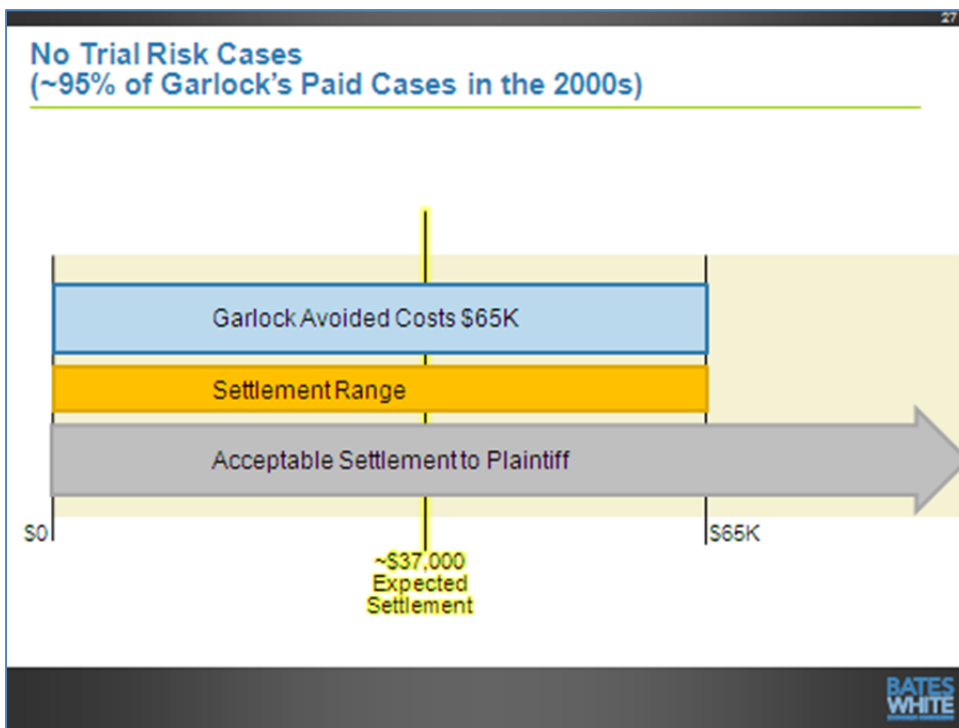 27
No Trial Risk Cases
(~95% of Garlock's Paid Cases in the 2000s)
Garlock Avoided Costs $65K
Settlement Range
Acceptable Settlement to Plaintiff
$0
$65K
~$37,000
Expected
Settlement
BATES
WHITE